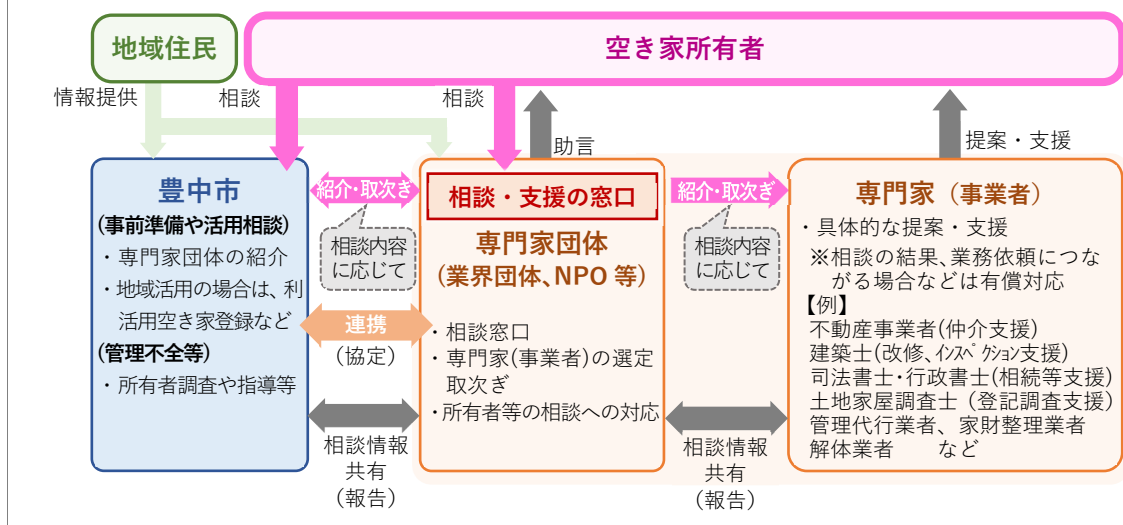 地域住民
空き家所有者
情報提供
相談
相談
助言
提案・支援
豊中市
(事前準備や活用相談)
・専門家団体の紹介
・地域活用の場合は、利
活用空き家登録など
(管理不全等)
・所有者調査や指導等
紹介・取次ぎ
相談内容
に応じて
連携
(協定)
相談情報
共有
(報告)
相談・支援の窓口
専門家団体
(業界団体、NPO 等)
・相談窓口
・専門家(事業者)の選定
取次ぎ
・所有者等の相談への対応
紹介・取次ぎ
相談内容
に応じて
相談情報
共有
(報告)
専門家（事業者）
・具体的な提案・支援
※相談の結果、業務依頼につな
がる場合などは有償対応
【例】
不動産事業者(仲介支援)
建築士(改修、ｲﾝｽﾍﾟｸｼｮﾝ支援)
司法書士・行政書士(相続等支援)
土地家屋調査士 (登記調査支援)
管理代行業者、家財整理業者
解体業者　　など